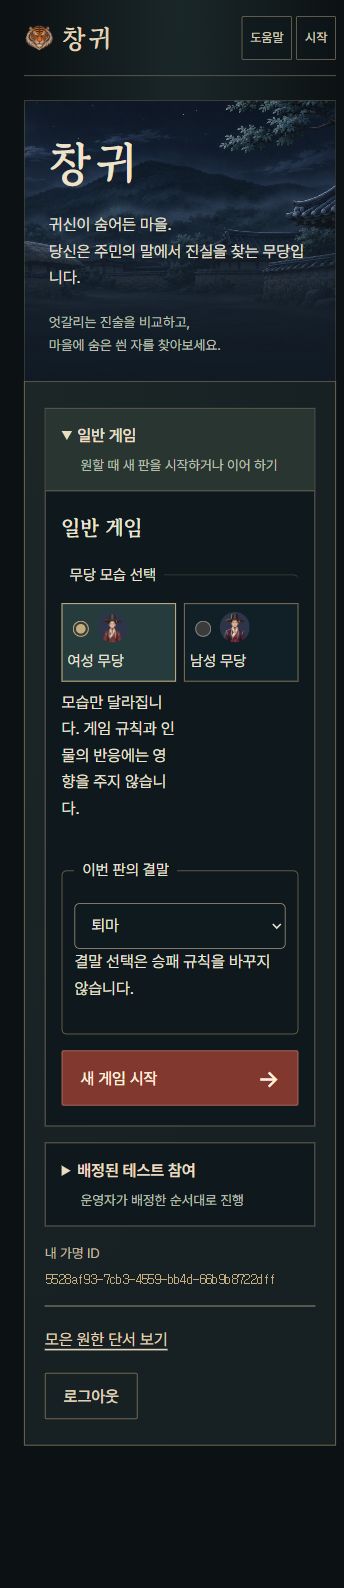 창귀
도움말
시작
창귀
귀신이 숨어든 마을.
당신은 주민의 말에서 진실을 찾는 무당입
니다.
엇갈리는 진술을 비교하고,
마을에 숨은 씐 자를 찾아보세요.
▼ 일반 게임
원할 때 새 판을 시작하거나 이어 하기
일반 게임
무당 모습 선택
여성 무당
남성 무당
모습만 달라집니
다. 게임 규칙과 인
물의 반응에는 영
향을 주지 않습니
다.
이번 판의 결말
퇴마
결말 선택은 승패 규칙을 바꾸지
않습니다.
새 게임 시작 →
▶ 배정된 테스트 참여
운영자가 배정한 순서대로 진행
내 가명 ID
5528af93-7cb3-4559-bb4d-66b9b8722dff
모은 원한 단서 보기
로그아웃